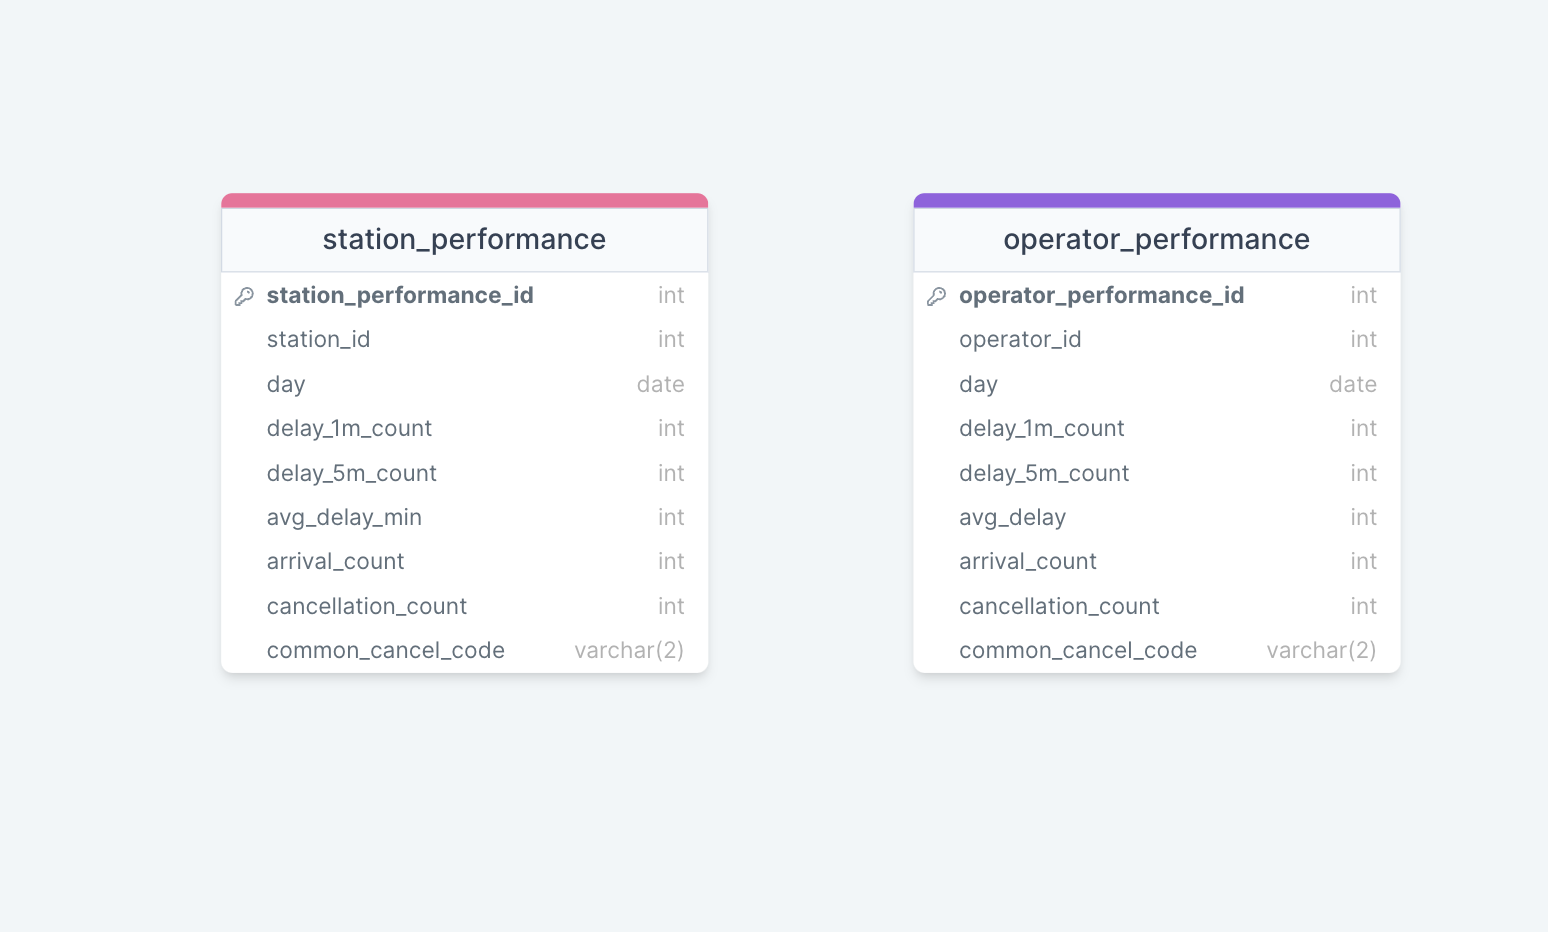 station_performance
station_performance_id int
station_id int
day date
delay_1m_count int
delay_5m_count int
avg_delay_min int
arrival_count int
cancellation_count int
common_cancel_code varchar(2)
operator_performance
operator_performance_id int
operator_id int
day date
delay_1m_count int
delay_5m_count int
avg_delay int
arrival_count int
cancellation_count int
common_cancel_code varchar(2)